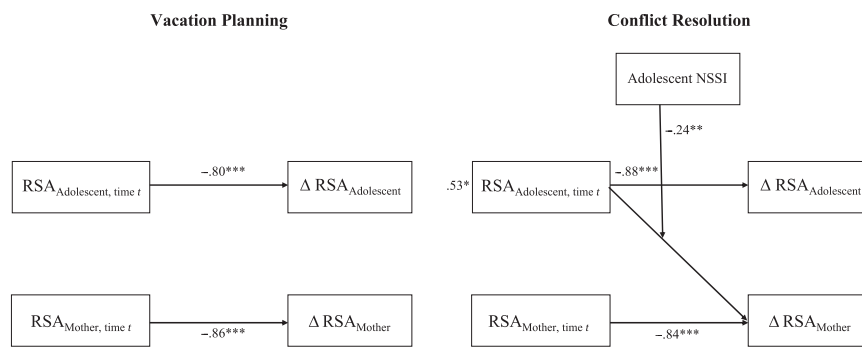 Vacation Planning
Conflict Resolution
Adolescent NSSI
–.24**
RSAAdolescent, time t
–.80***
Δ RSAAdolescent
.53*
RSAAdolescent, time t
–.88***
Δ RSAAdolescent
RSAMother, time t
–.86***
Δ RSAMother
RSAMother, time t
–.84***
Δ RSAMother